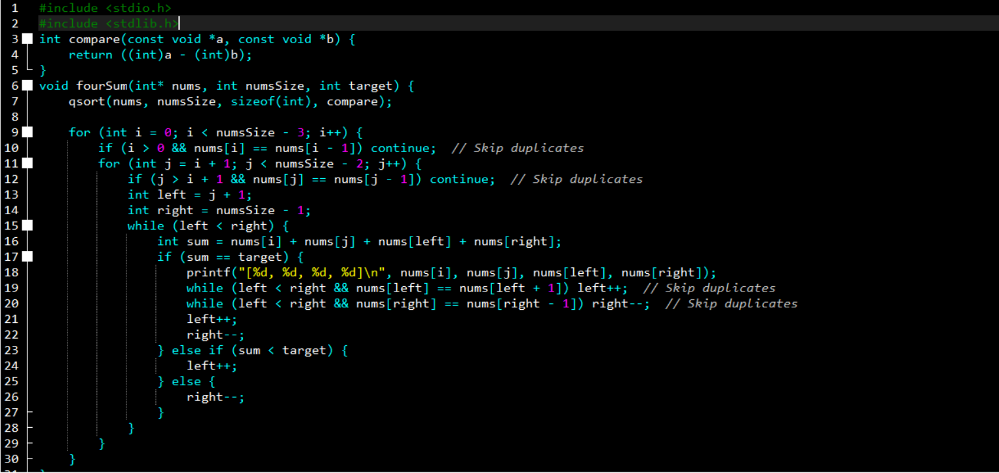 1 #include <stdio.h>
2 #include <stdlib.h>
3 int compare(const void *a, const void *b) {
4     return ((int)a - (int)b);
5 }
6 void fourSum(int* nums, int numsSize, int target) {
7     qsort(nums, numsSize, sizeof(int), compare);
8
9     for (int i = 0; i < numsSize - 3; i++) {
10         if (i > 0 && nums[i] == nums[i - 1]) continue;  // Skip duplicates
11         for (int j = i + 1; j < numsSize - 2; j++) {
12             if (j > i + 1 && nums[j] == nums[j - 1]) continue;  // Skip duplicates
13             int left = j + 1;
14             int right = numsSize - 1;
15             while (left < right) {
16                 int sum = nums[i] + nums[j] + nums[left] + nums[right];
17                 if (sum == target) {
18                     printf("[%d, %d, %d, %d]\n", nums[i], nums[j], nums[left], nums[right]);
19                     while (left < right && nums[left] == nums[left + 1]) left++;  // Skip duplicates
20                     while (left < right && nums[right] == nums[right - 1]) right--;  // Skip duplicates
21                     left++;
22                     right--;
23                 } else if (sum < target) {
24                     left++;
25                 } else {
26                     right--;
27                 }
28             }
29         }
30     }